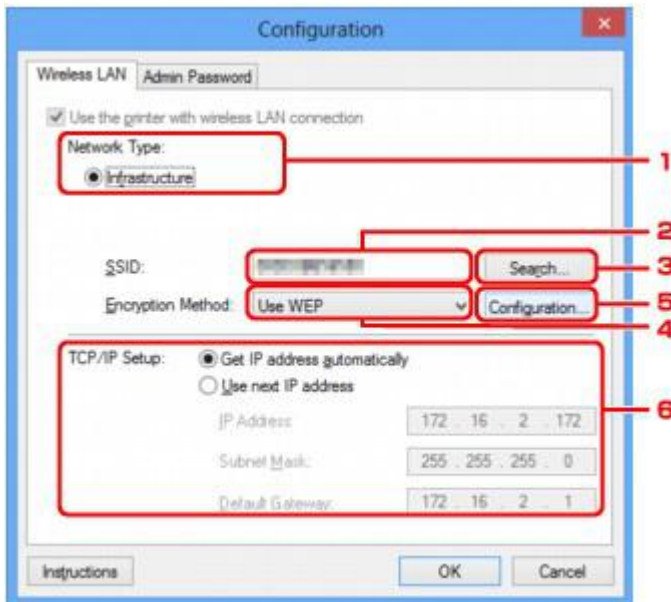 Configuration
Wireless LAN Admin Password
Use the printer with wireless LAN connection
Network Type:
1
Infrastructure
2
SSID: Search... 3
5
Encryption Method: Use WEP Configuration...
4
TCP/IP Setup: Get IP address automatically
Use next IP address
6
IP Address: 172 . 16 . 2 . 172
Subnet Mask: 255 . 255 . 255 . 0
Default Gateway: 172 . 16 . 2 . 1
Instructions OK Cancel